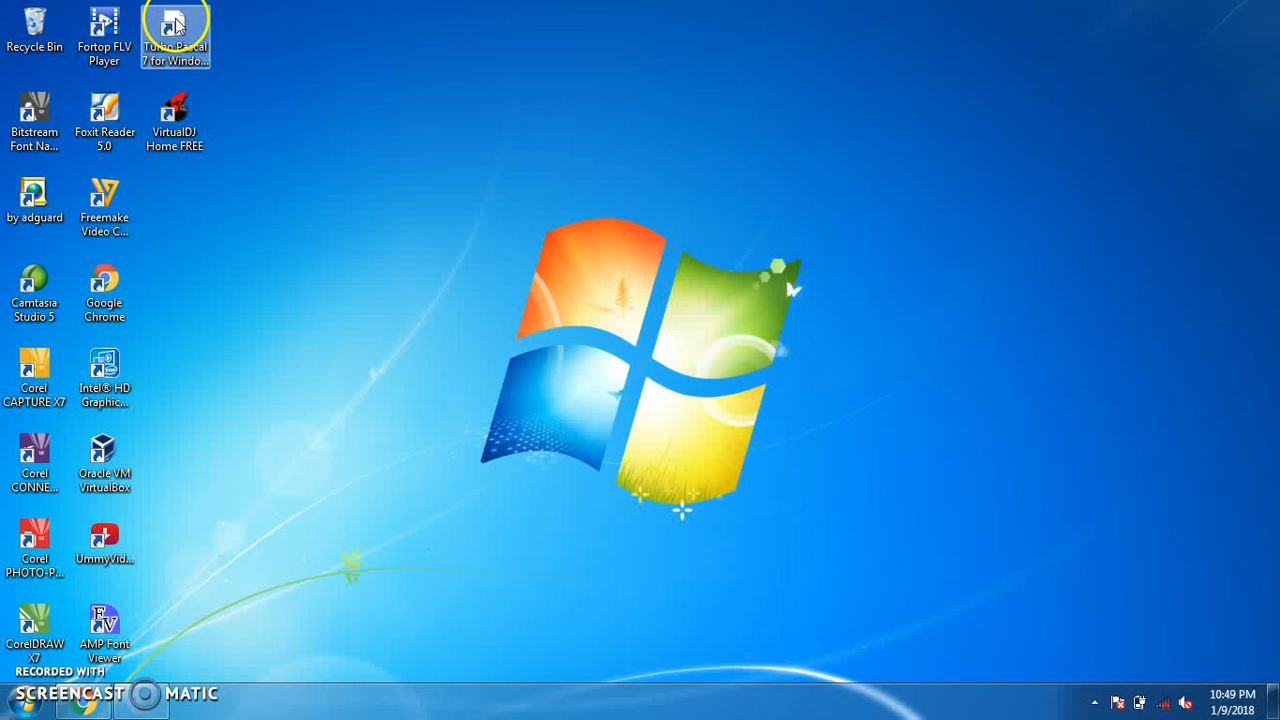 Recycle Bin
Fortop FLV
Player
Turbo Pascal
7 for Windo...
Bitstream
Font Na...
Foxit Reader
5.0
VirtualDJ
Home FREE
by adguard
Freemake
Video C...
Camtasia
Studio 5
Google
Chrome
Corel
CAPTURE X7
Intel® HD
Graphic...
Corel
CONNE...
Oracle VM
VirtualBox
Corel
PHOTO-P...
UmmyVid...
CorelDRAW
X7
AMP Font
Viewer
RECORDED WITH
SCREENCAST MATIC
10:49 PM
1/9/2018